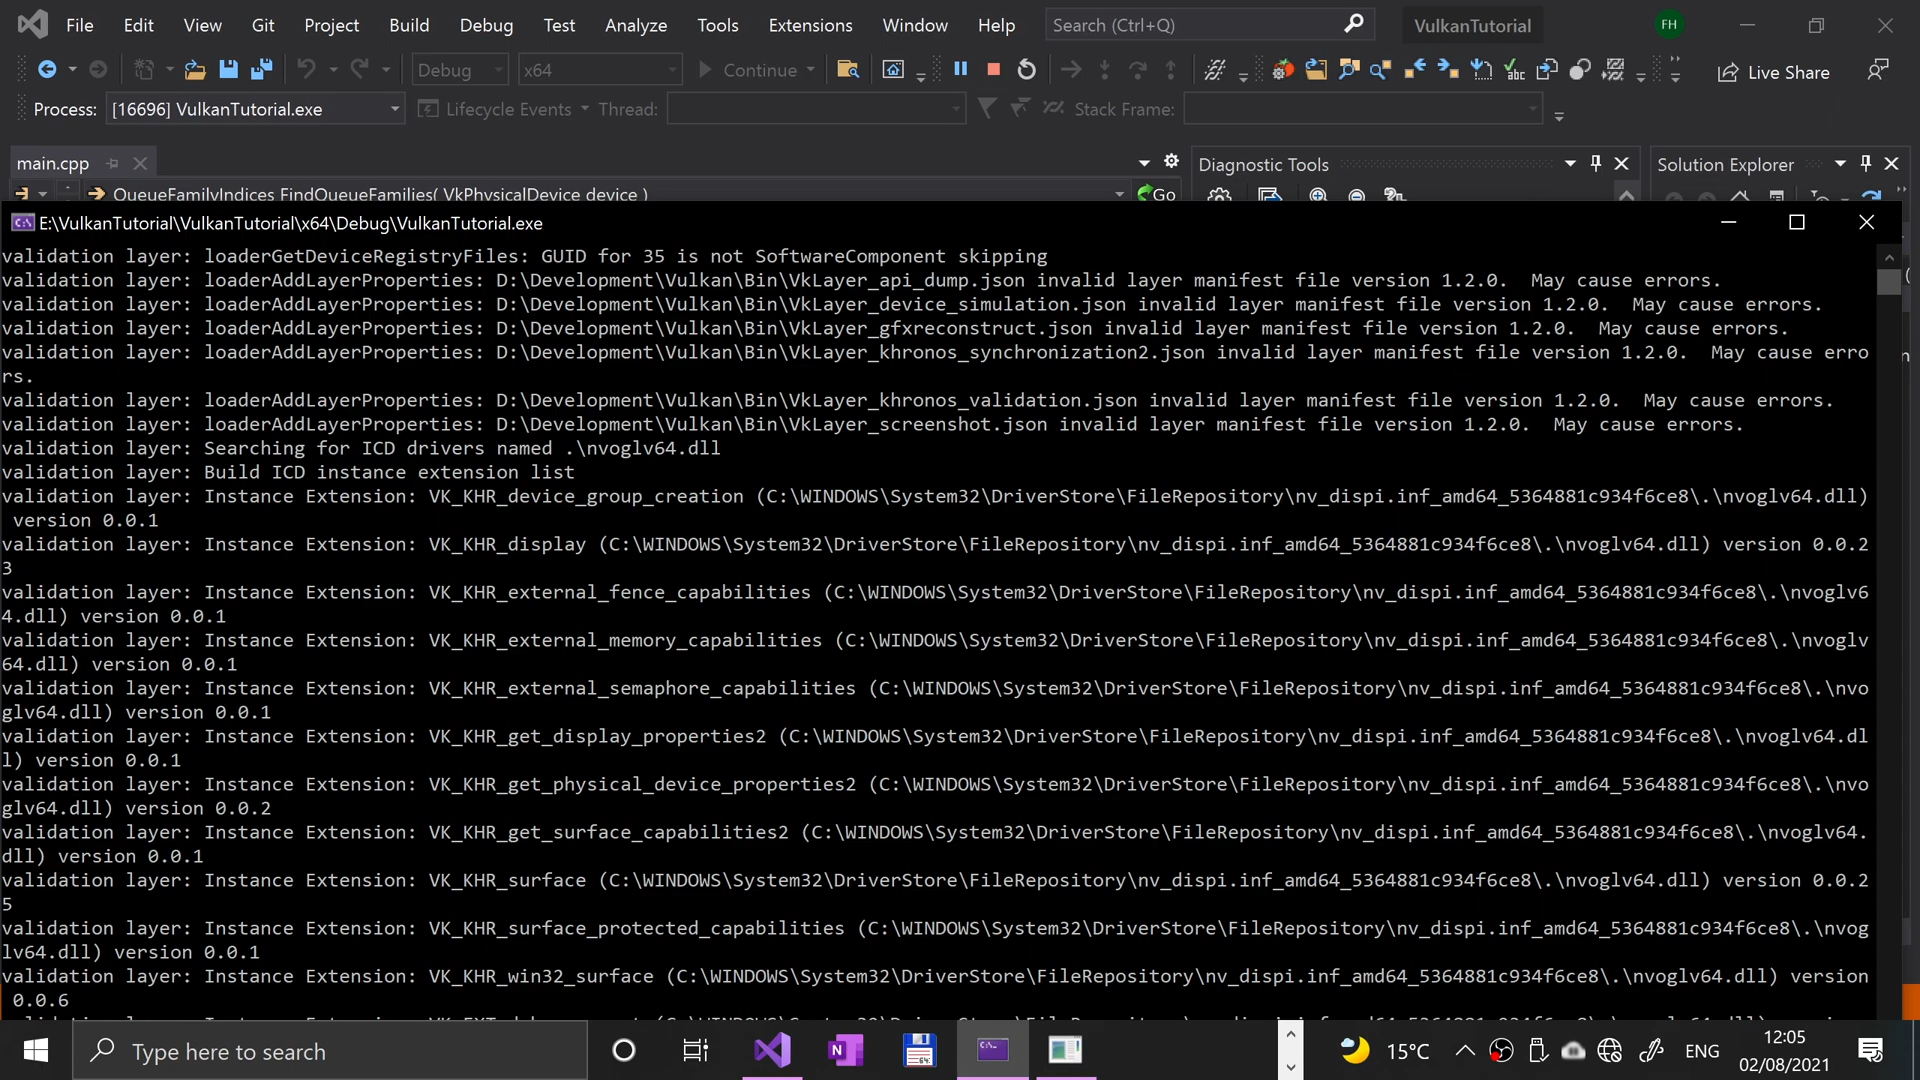 File Edit View Git Project Build Debug Test Analyze Tools Extensions Window Help Search (Ctrl+Q) VulkanTutorial FH
Debug x64 Continue Live Share
Process: [16696] VulkanTutorial.exe Lifecycle Events Thread: Stack Frame:
main.cpp Diagnostic Tools Solution Explorer
QueueFamilyIndices FindQueueFamilies( VkPhysicalDevice device ) Go
E:\VulkanTutorial\VulkanTutorial\x64\Debug\VulkanTutorial.exe
validation layer: loaderGetDeviceRegistryFiles: GUID for 35 is not SoftwareComponent skipping
validation layer: loaderAddLayerProperties: D:\Development\Vulkan\Bin\VkLayer_api_dump.json invalid layer manifest file version 1.2.0.  May cause errors.
validation layer: loaderAddLayerProperties: D:\Development\Vulkan\Bin\VkLayer_device_simulation.json invalid layer manifest file version 1.2.0.  May cause errors.
validation layer: loaderAddLayerProperties: D:\Development\Vulkan\Bin\VkLayer_gfxreconstruct.json invalid layer manifest file version 1.2.0.  May cause errors.
validation layer: loaderAddLayerProperties: D:\Development\Vulkan\Bin\VkLayer_khronos_synchronization2.json invalid layer manifest file version 1.2.0.  May cause erro
rs.
validation layer: loaderAddLayerProperties: D:\Development\Vulkan\Bin\VkLayer_khronos_validation.json invalid layer manifest file version 1.2.0.  May cause errors.
validation layer: loaderAddLayerProperties: D:\Development\Vulkan\Bin\VkLayer_screenshot.json invalid layer manifest file version 1.2.0.  May cause errors.
validation layer: Searching for ICD drivers named .\nvoglv64.dll
validation layer: Build ICD instance extension list
validation layer: Instance Extension: VK_KHR_device_group_creation (C:\WINDOWS\System32\DriverStore\FileRepository\nv_dispi.inf_amd64_5364881c934f6ce8\.\nvoglv64.dll)
version 0.0.1
validation layer: Instance Extension: VK_KHR_display (C:\WINDOWS\System32\DriverStore\FileRepository\nv_dispi.inf_amd64_5364881c934f6ce8\.\nvoglv64.dll) version 0.0.2
3
validation layer: Instance Extension: VK_KHR_external_fence_capabilities (C:\WINDOWS\System32\DriverStore\FileRepository\nv_dispi.inf_amd64_5364881c934f6ce8\.\nvoglv6
4.dll) version 0.0.1
validation layer: Instance Extension: VK_KHR_external_memory_capabilities (C:\WINDOWS\System32\DriverStore\FileRepository\nv_dispi.inf_amd64_5364881c934f6ce8\.\nvoglv
64.dll) version 0.0.1
validation layer: Instance Extension: VK_KHR_external_semaphore_capabilities (C:\WINDOWS\System32\DriverStore\FileRepository\nv_dispi.inf_amd64_5364881c934f6ce8\.\nvo
glv64.dll) version 0.0.1
validation layer: Instance Extension: VK_KHR_get_display_properties2 (C:\WINDOWS\System32\DriverStore\FileRepository\nv_dispi.inf_amd64_5364881c934f6ce8\.\nvoglv64.dl
l) version 0.0.1
validation layer: Instance Extension: VK_KHR_get_physical_device_properties2 (C:\WINDOWS\System32\DriverStore\FileRepository\nv_dispi.inf_amd64_5364881c934f6ce8\.\nvo
glv64.dll) version 0.0.2
validation layer: Instance Extension: VK_KHR_get_surface_capabilities2 (C:\WINDOWS\System32\DriverStore\FileRepository\nv_dispi.inf_amd64_5364881c934f6ce8\.\nvoglv64.
dll) version 0.0.1
validation layer: Instance Extension: VK_KHR_surface (C:\WINDOWS\System32\DriverStore\FileRepository\nv_dispi.inf_amd64_5364881c934f6ce8\.\nvoglv64.dll) version 0.0.2
5
validation layer: Instance Extension: VK_KHR_surface_protected_capabilities (C:\WINDOWS\System32\DriverStore\FileRepository\nv_dispi.inf_amd64_5364881c934f6ce8\.\nvog
lv64.dll) version 0.0.1
validation layer: Instance Extension: VK_KHR_win32_surface (C:\WINDOWS\System32\DriverStore\FileRepository\nv_dispi.inf_amd64_5364881c934f6ce8\.\nvoglv64.dll) version
0.0.6
Type here to search 15°C ENG 12:05
02/08/2021